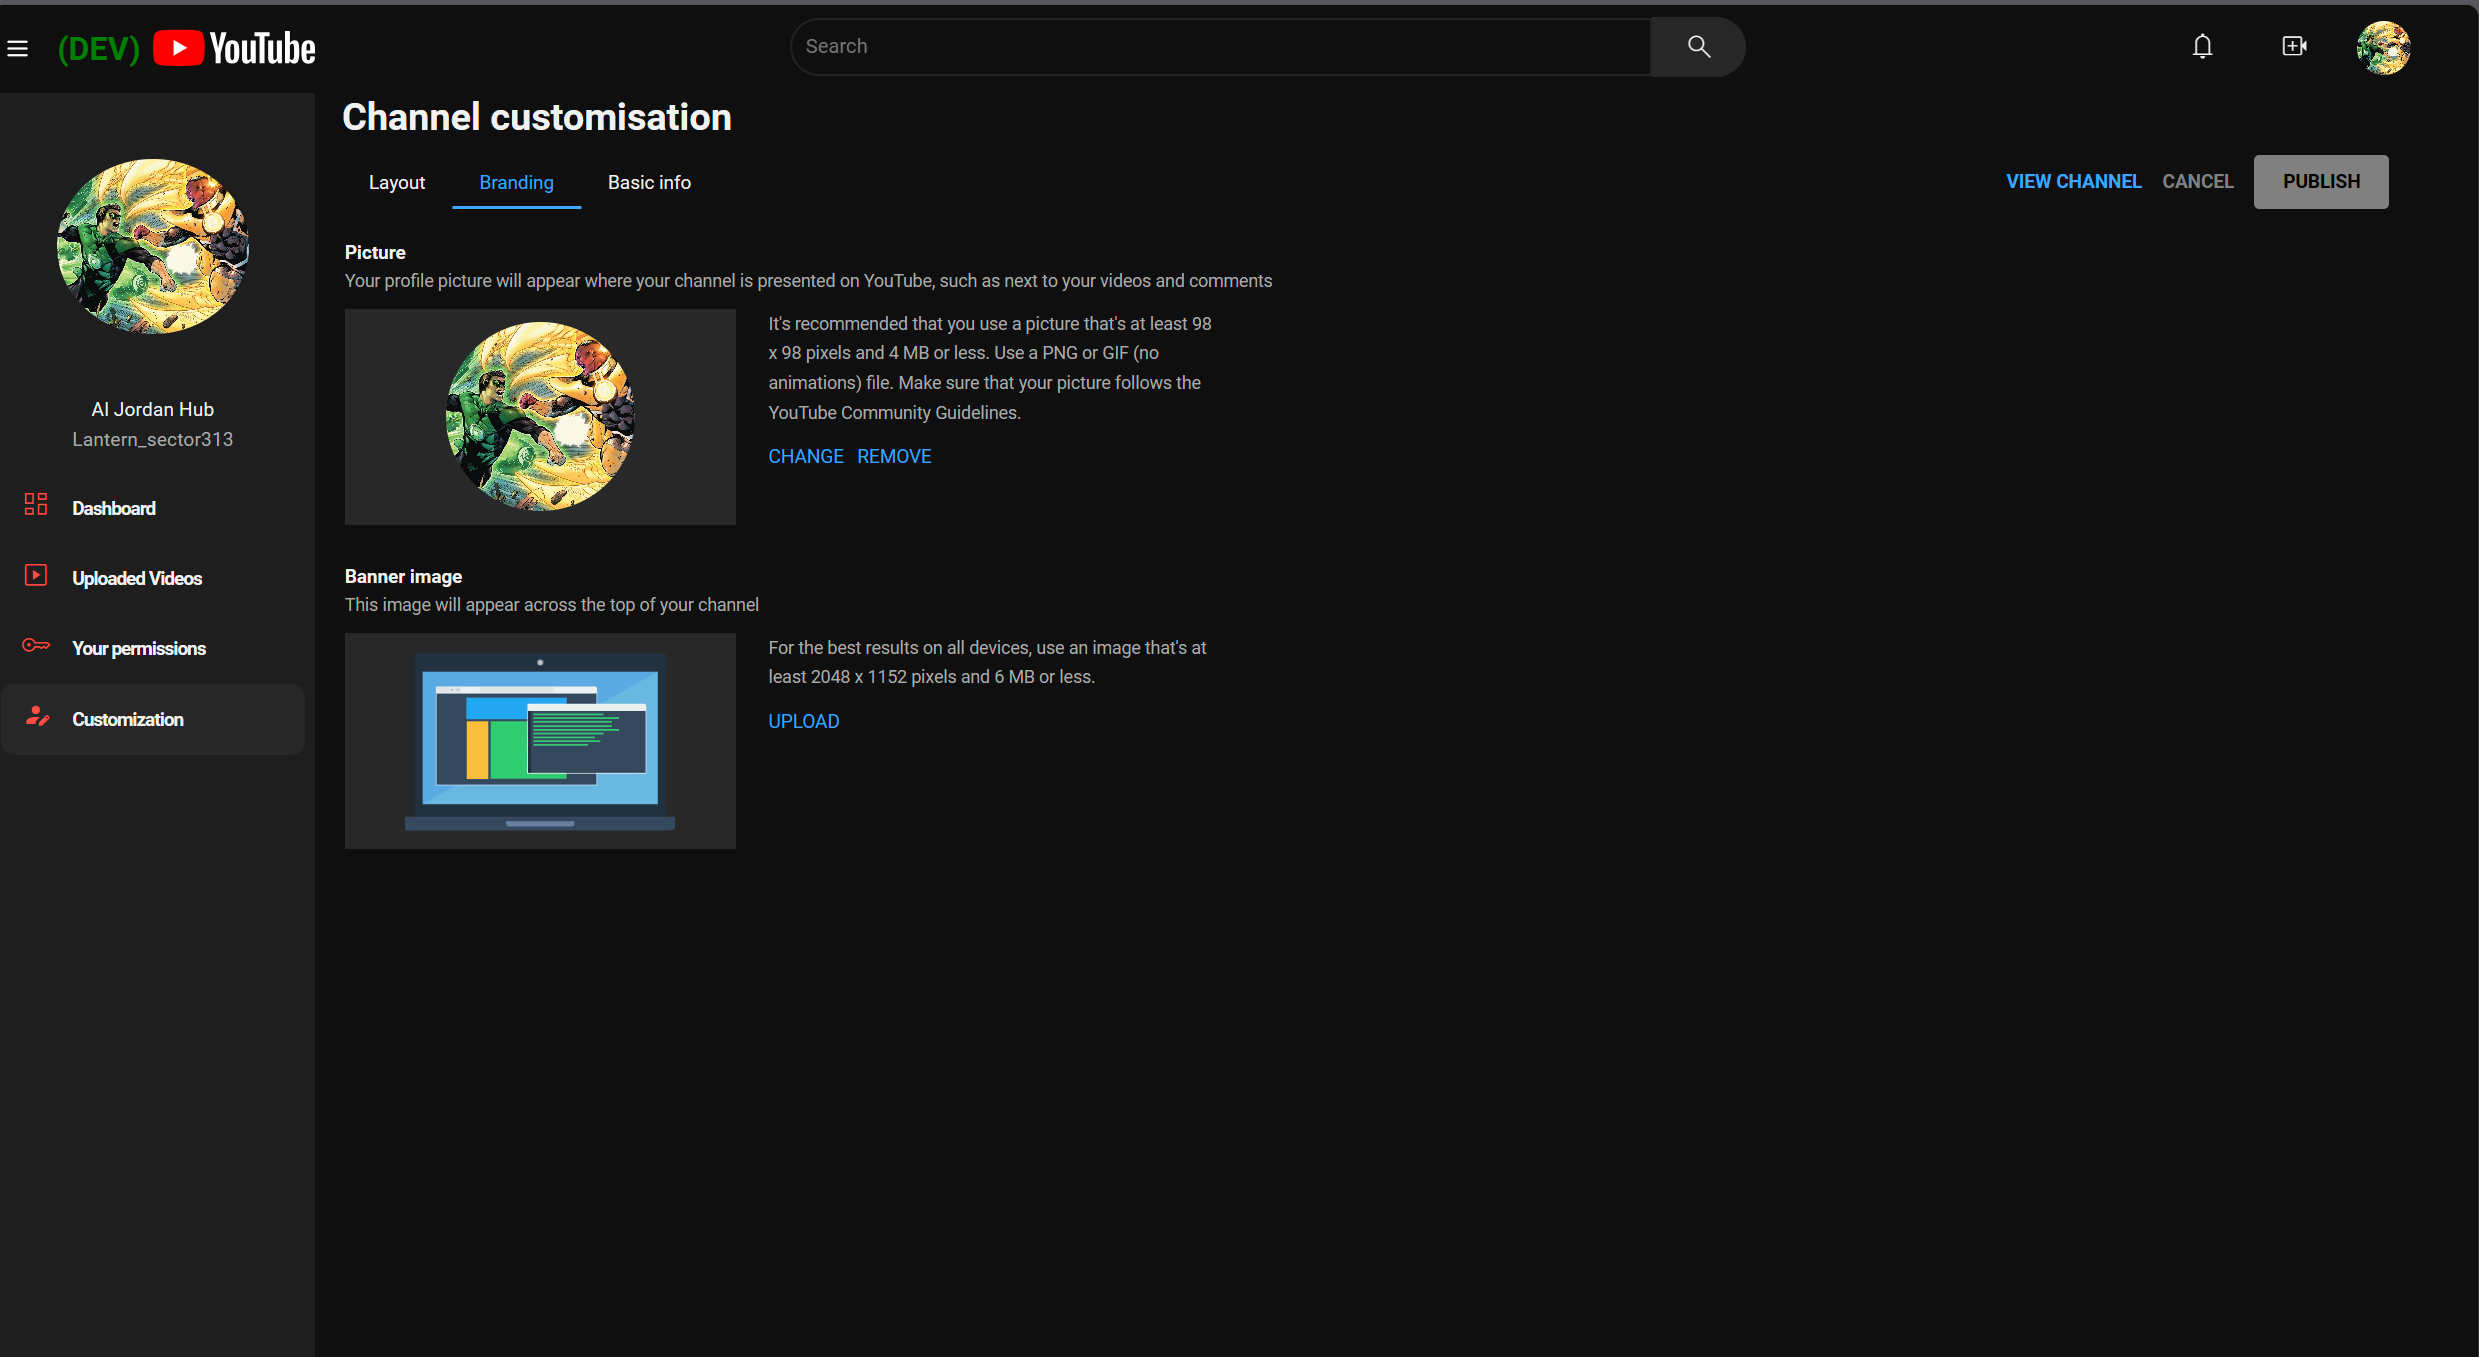 (DEV) YouTube
Search
Channel customisation
Layout Branding Basic info
VIEW CHANNEL CANCEL PUBLISH
Picture
Your profile picture will appear where your channel is presented on YouTube, such as next to your videos and comments
It's recommended that you use a picture that's at least 98
x 98 pixels and 4 MB or less. Use a PNG or GIF (no
animations) file. Make sure that your picture follows the
YouTube Community Guidelines.
CHANGE REMOVE
Al Jordan Hub
Lantern_sector313
Dashboard
Uploaded Videos
Your permissions
Customization
Banner image
This image will appear across the top of your channel
For the best results on all devices, use an image that's at
least 2048 x 1152 pixels and 6 MB or less.
UPLOAD